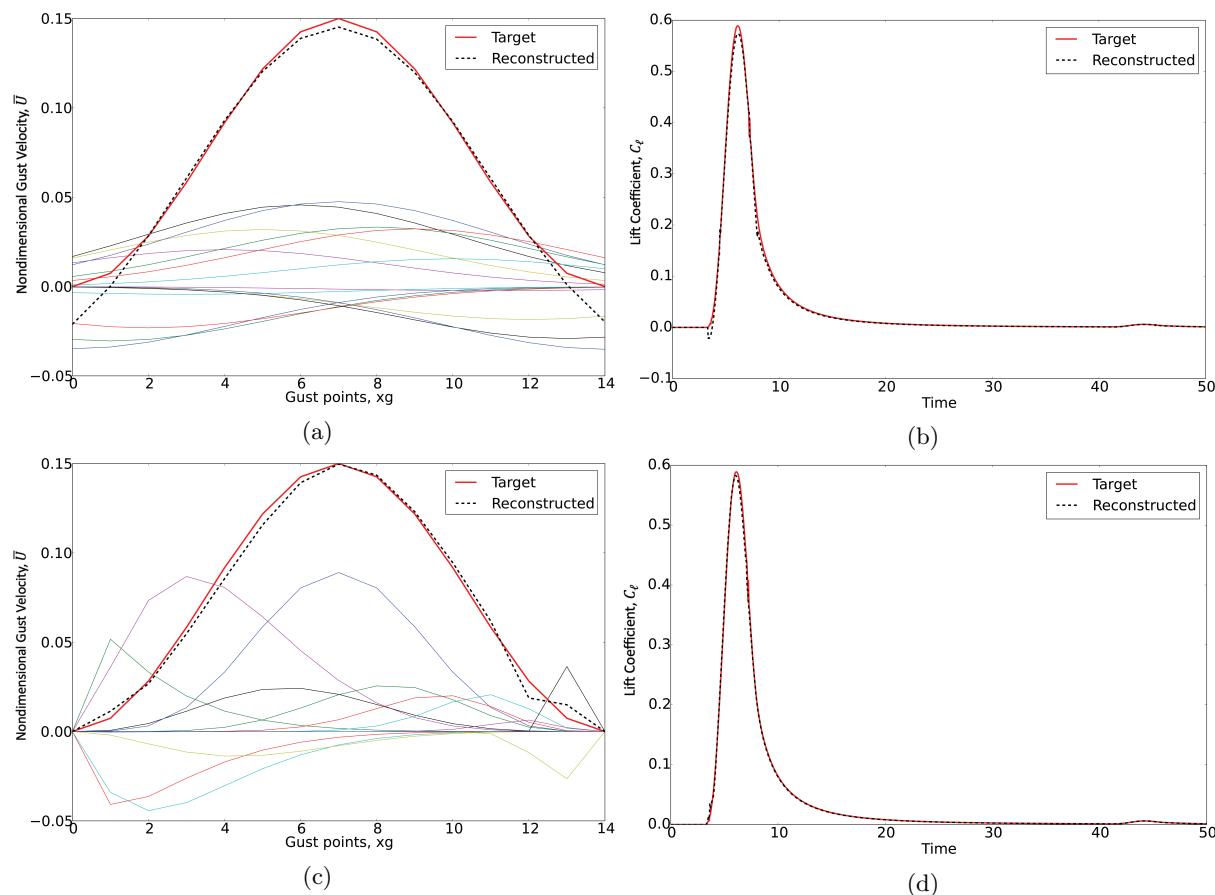 0.15
0.10
0.05
0.00
−0.05
Nondimensional Gust Velocity, U̅
Target
Reconstructed
0 2 4 6 8 10 12 14
Gust points, xg
(a)
0.6
0.5
0.4
0.3
0.2
0.1
0.0
−0.1
Lift Coefficient, Cℓ
Target
Reconstructed
0 10 20 30 40 50
Time
(b)
0.15
0.10
0.05
0.00
−0.05
Nondimensional Gust Velocity, U̅
Target
Reconstructed
0 2 4 6 8 10 12 14
Gust points, xg
(c)
0.6
0.5
0.4
0.3
0.2
0.1
0.0
Lift Coefficient, Cℓ
Target
Reconstructed
0 10 20 30 40 50
Time
(d)